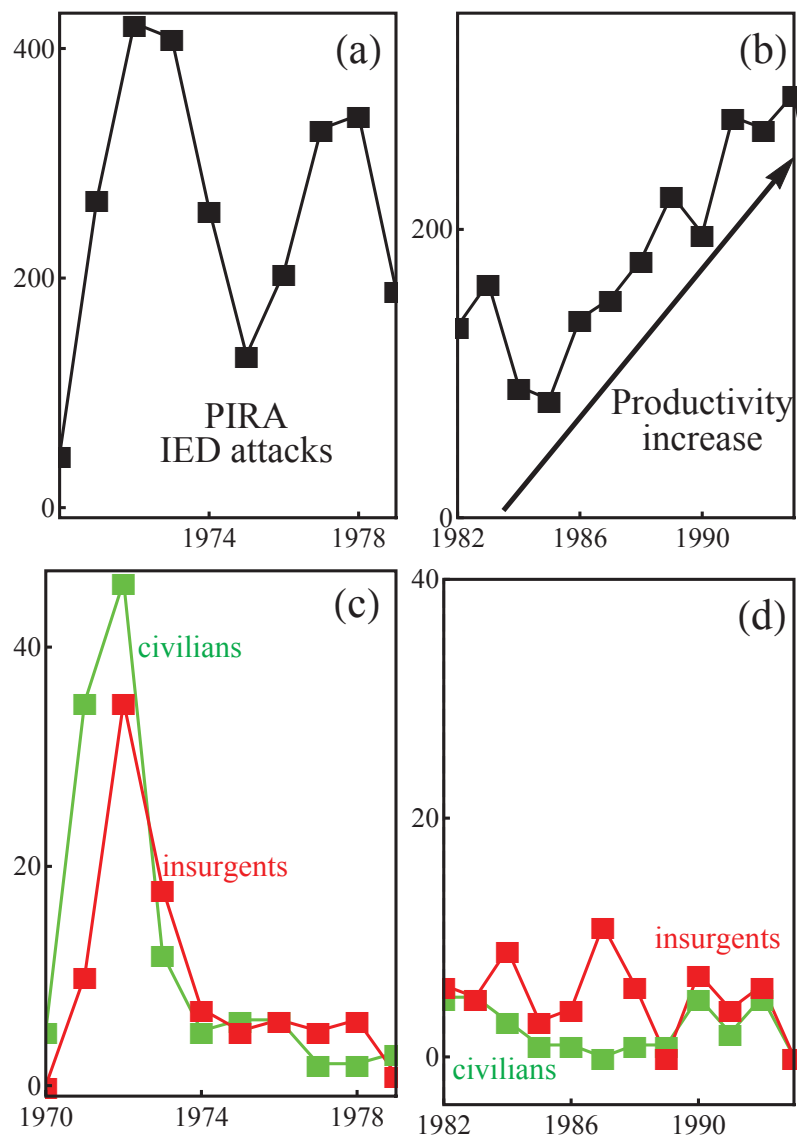 400
(a)
200
PIRA
IED attacks
0
1974
1978
(b)
200
Productivity
increase
0
1982
1986
1990
(c)
civilians
40
insurgents
20
0
1970
1974
1978
40
(d)
20
insurgents
0
civilians
1982
1986
1990